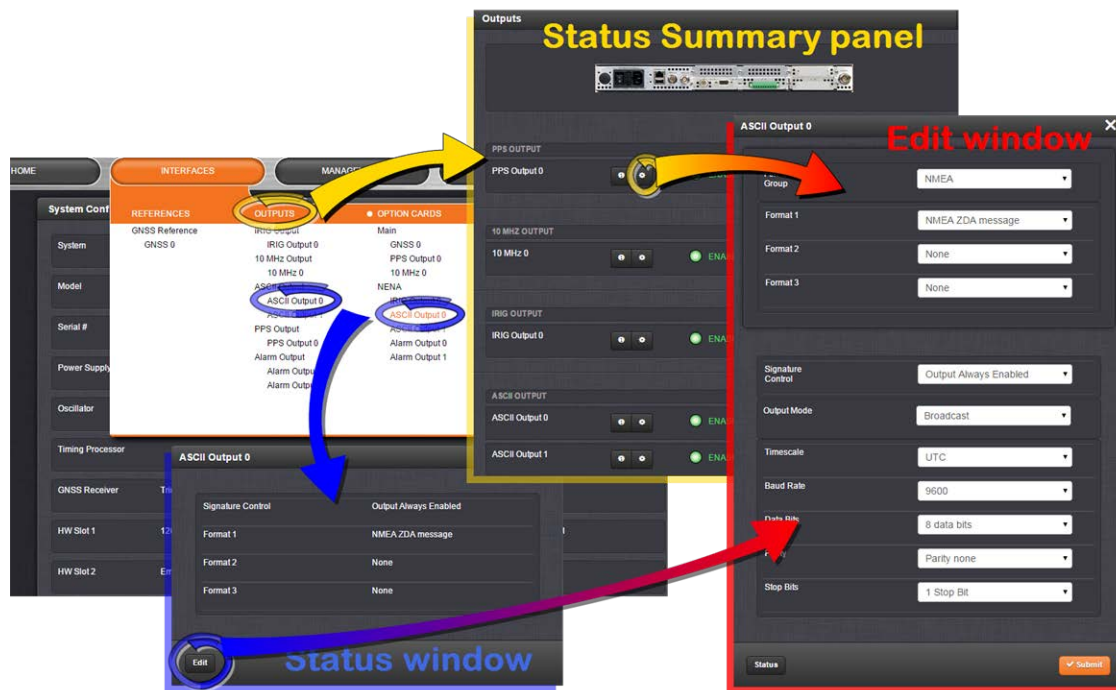 Outputs
Status Summary panel
PPS OUTPUT
PPS Output 0
10 MHZ OUTPUT
10 MHz 0
IRIG OUTPUT
IRIG Output 0
ASCII OUTPUT
ASCII Output 0
ASCII Output 1
HOME
INTERFACES
System
REFERENCES
OUTPUTS
OPTION CARDS
GNSS Reference
GNSS 0
IRIG Output
IRIG Output 0
10 MHz Output
10 MHz 0
ASCII Output 0
PPS Output
PPS Output 0
Alarm Output
Alarm
Alarm
Main
GNSS 0
PPS Output 0
10 MHz 0
NENA
ASCII Output 0
Alarm Output 0
Alarm Output 1
System
Model
Serial #
Power Supply
Oscillator
Timing Processor
GNSS Receiver
HW Slot 1
HW Slot 2
ASCII Output 0
Signature Control
Output Always Enabled
Format 1
NMEA ZDA message
Format 2
None
Format 3
None
Edit
Status window
ASCII Output 0
Edit window
Group
NMEA
Format 1
NMEA ZDA message
Format 2
None
Format 3
None
Signature
Control
Output Always Enabled
Output Mode
Broadcast
Timescale
UTC
Baud Rate
9600
Data Bits
8 data bits
Parity none
Stop Bits
1 Stop Bit
Status
Submit